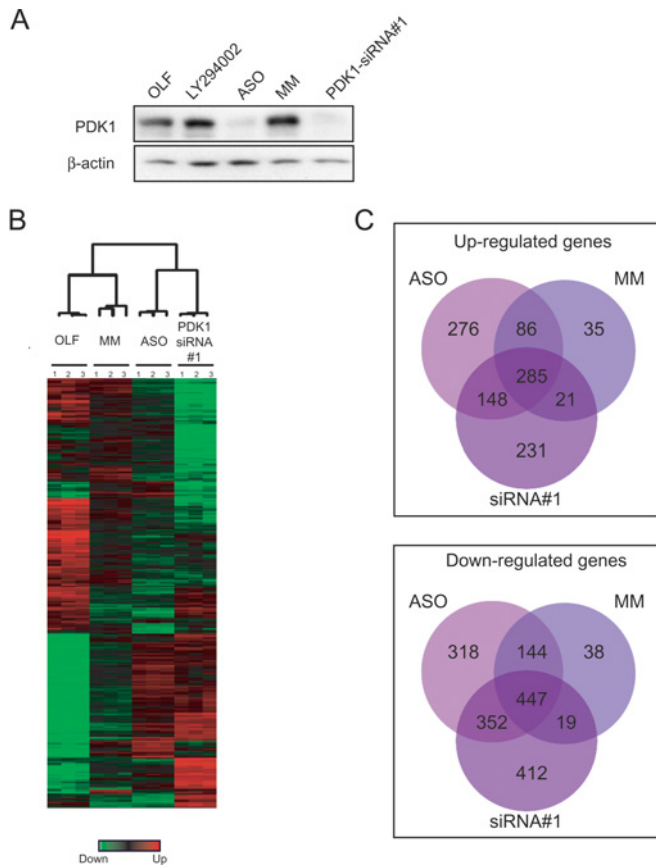 A
OLF
LY294002
ASO
MM
PDK1-siRNA#1
PDK1
β-actin
B
OLF
MM
ASO
PDK1
siRNA
#1
1 2 3 1 2 3 1 2 3 1 2 3
Down
Up
C
Up-regulated genes
ASO
MM
276
86
35
285
148
21
231
siRNA#1
Down-regulated genes
ASO
MM
318
144
38
447
352
19
412
siRNA#1